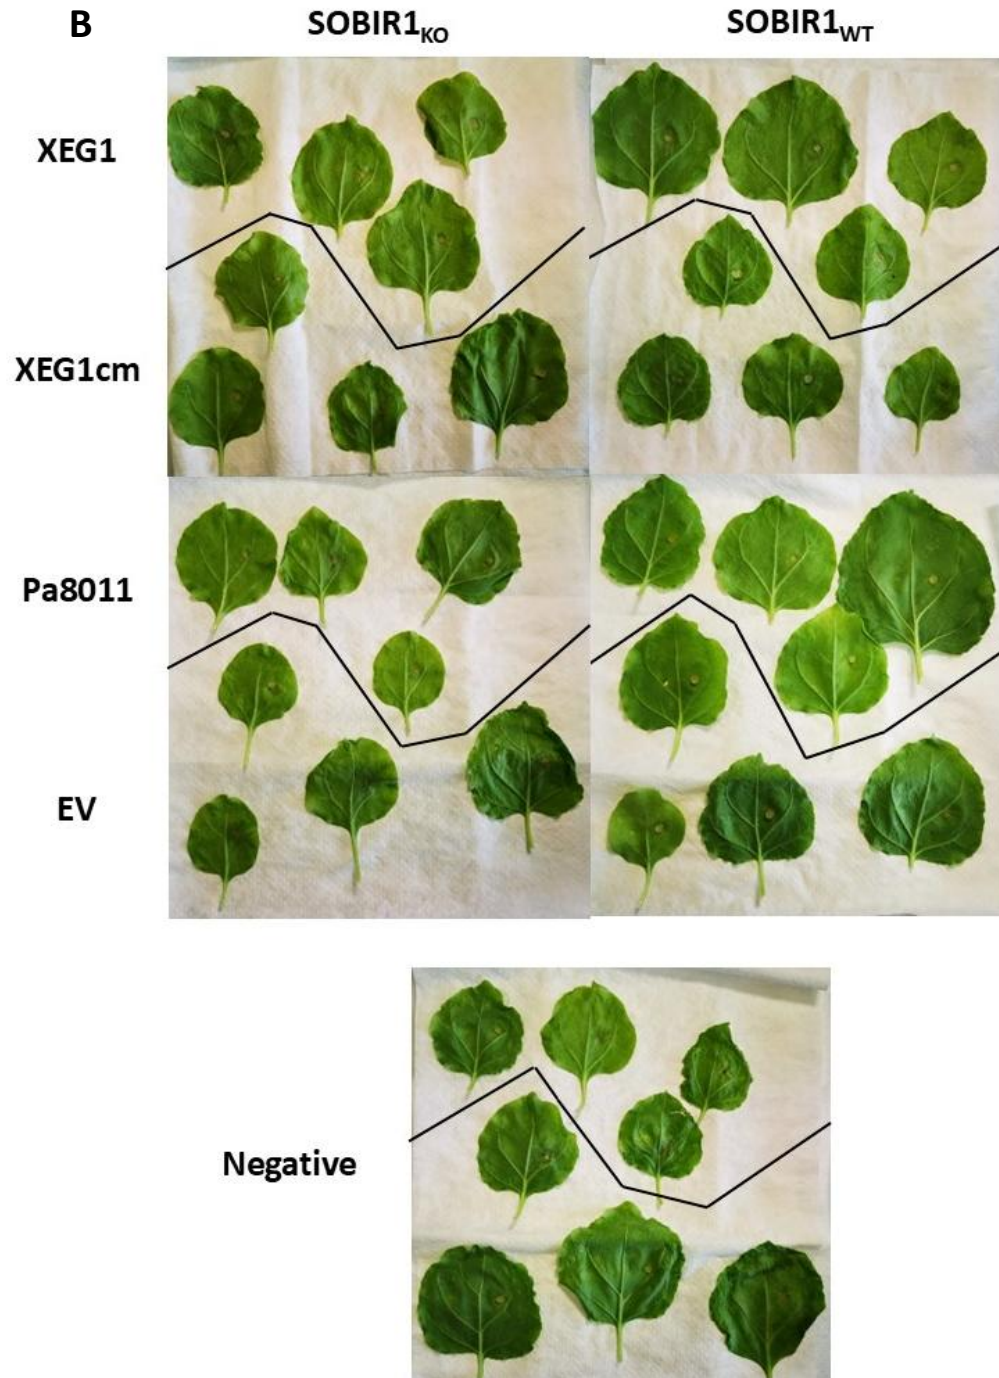 B
SOBIR1KO
SOBIR1WT
XEG1
XEG1cm
Pa8011
EV
Negative